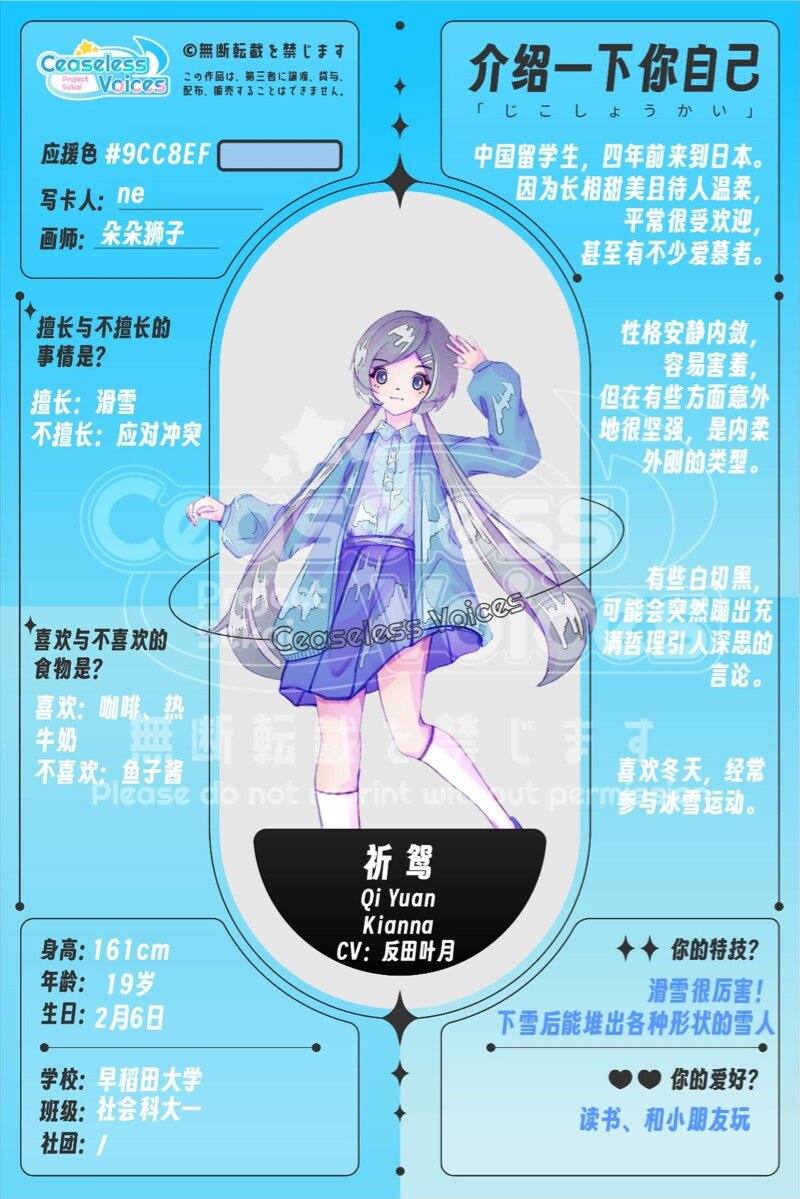 Ceaseless
Project
Sekai
Voices
©無断転載を禁じます
この作品は、第三者に譲渡、貸与、
配布、販売することはできません。
应援色 #9CC8EF
写卡人： ne
画师： 朵朵狮子
介绍一下你自己
「じこしょうかい」
中国留学生，四年前来到日本。
因为长相甜美且待人温柔，
平常很受欢迎，
甚至有不少爱慕者。
擅长与不擅长的
事情是？
擅长：滑雪
不擅长：应对冲突
性格安静内敛，
容易害羞，
但在有些方面意外
地很坚强，是内柔
外刚的类型。
喜欢与不喜欢的
食物是？
喜欢：咖啡、热
牛奶
不喜欢：鱼子酱
有些白切黑，
可能会突然蹦出充
满哲理引人深思的
言论。
喜欢冬天，经常
参与冰雪运动。
Ceaseless
Project
Sekai
Voices
Ceaseless Voices
無断転載を禁じます
Please do not reprint without permission
祈鸳
Qi Yuan
Kianna
CV：反田叶月
身高：161cm
年龄：19岁
生日：2月6日
学校：早稻田大学
班级：社会科大一
社团：/
你的特技？
滑雪很厉害！
下雪后能堆出各种形状的雪人
你的爱好？
读书、和小朋友玩